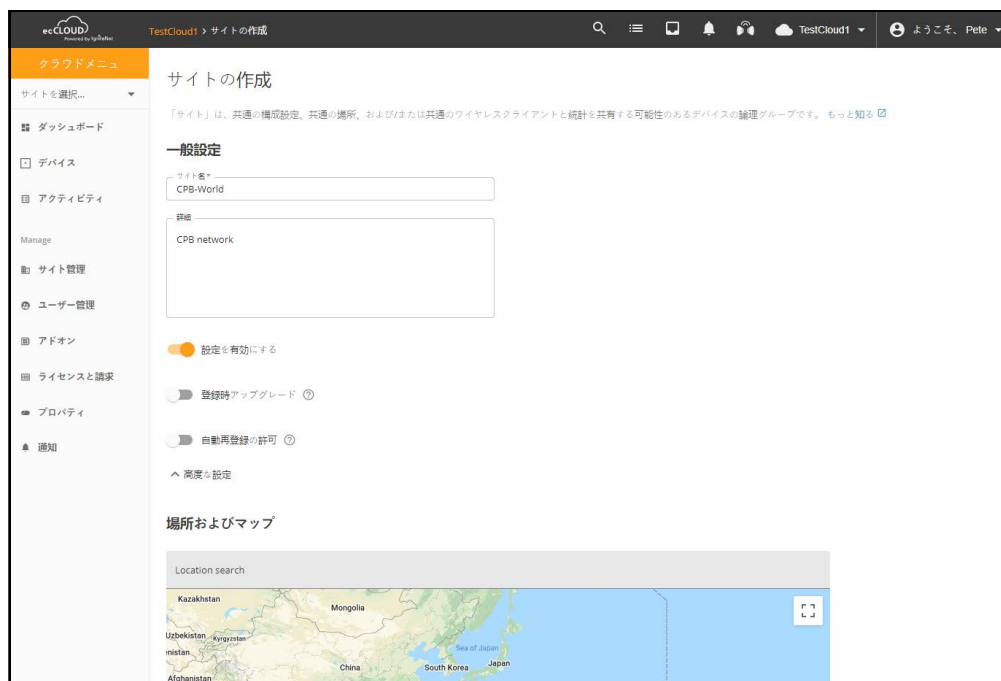 ecCLOUD
Powered by IgniteNet
TestCloud1 > サイトの作成
TestCloud1
ようこそ、Pete
クラウドメニュー
サイトを選択...
ダッシュボード
デバイス
アクティビティ
Manage
サイト管理
ユーザー管理
アドオン
ライセンスと請求
プロパティ
通知
サイトの作成
「サイト」は、共通の構成設定、共通の場所、および/または共通のワイヤレスクライアントと統計を共有する可能性のあるデバイスの論理グループです。 もっと知る
一般設定
サイト名*
CPB-World
詳細
CPB network
設定を有効にする
登録時アップグレード
自動再登録の許可
高度な設定
場所およびマップ
Location search
Kazakhstan
Mongolia
Uzbekistan
Kyrgyzstan
nistan
Sea of Japan
China
South Korea
Japan
Afghanistan